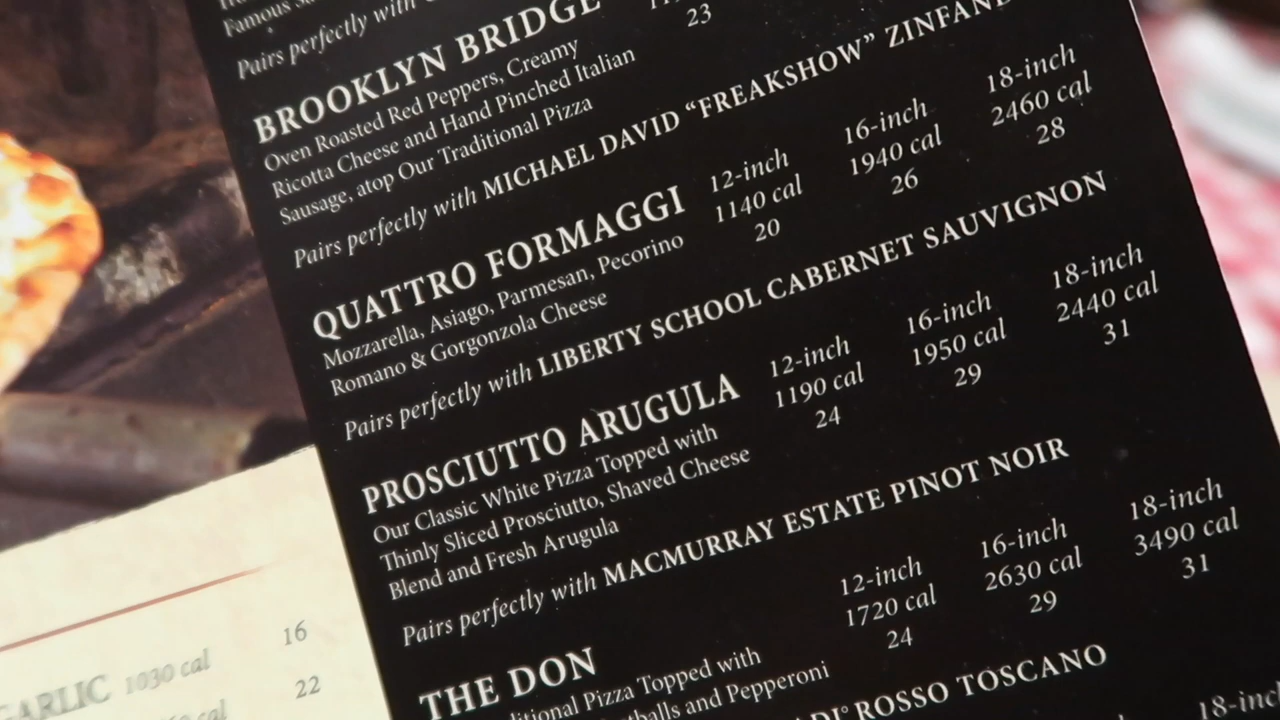 Famous
Pairs perfectly with
BROOKLYN BRIDGE
23
Oven Roasted Red Peppers, Creamy
Ricotta Cheese and Hand Pinched Italian
Sausage, atop Our Traditional Pizza
Pairs perfectly with MICHAEL DAVID “FREAKSHOW”
QUATTRO FORMAGGI
12-inch 16-inch 18-inch
1140 cal 1940 cal 2460 cal
20 26 28
Mozzarella, Asiago, Parmesan, Pecorino
Romano & Gorgonzola Cheese
Pairs perfectly with LIBERTY SCHOOL CABERNET SAUVIGNON
PROSCIUTTO ARUGULA
12-inch 16-inch 18-inch
1190 cal 1950 cal 2440 cal
24 29 31
Our Classic White Pizza Topped with
Thinly Sliced Prosciutto, Shaved Cheese
Blend and Fresh Arugula
Pairs perfectly with MACMURRAY ESTATE PINOT NOIR
THE DON
12-inch 16-inch 18-inch
1720 cal 2630 cal 3490 cal
24 29 31
Pizza Topped with
and Pepperoni
ROSSO TOSCANO
1030 cal 16
22